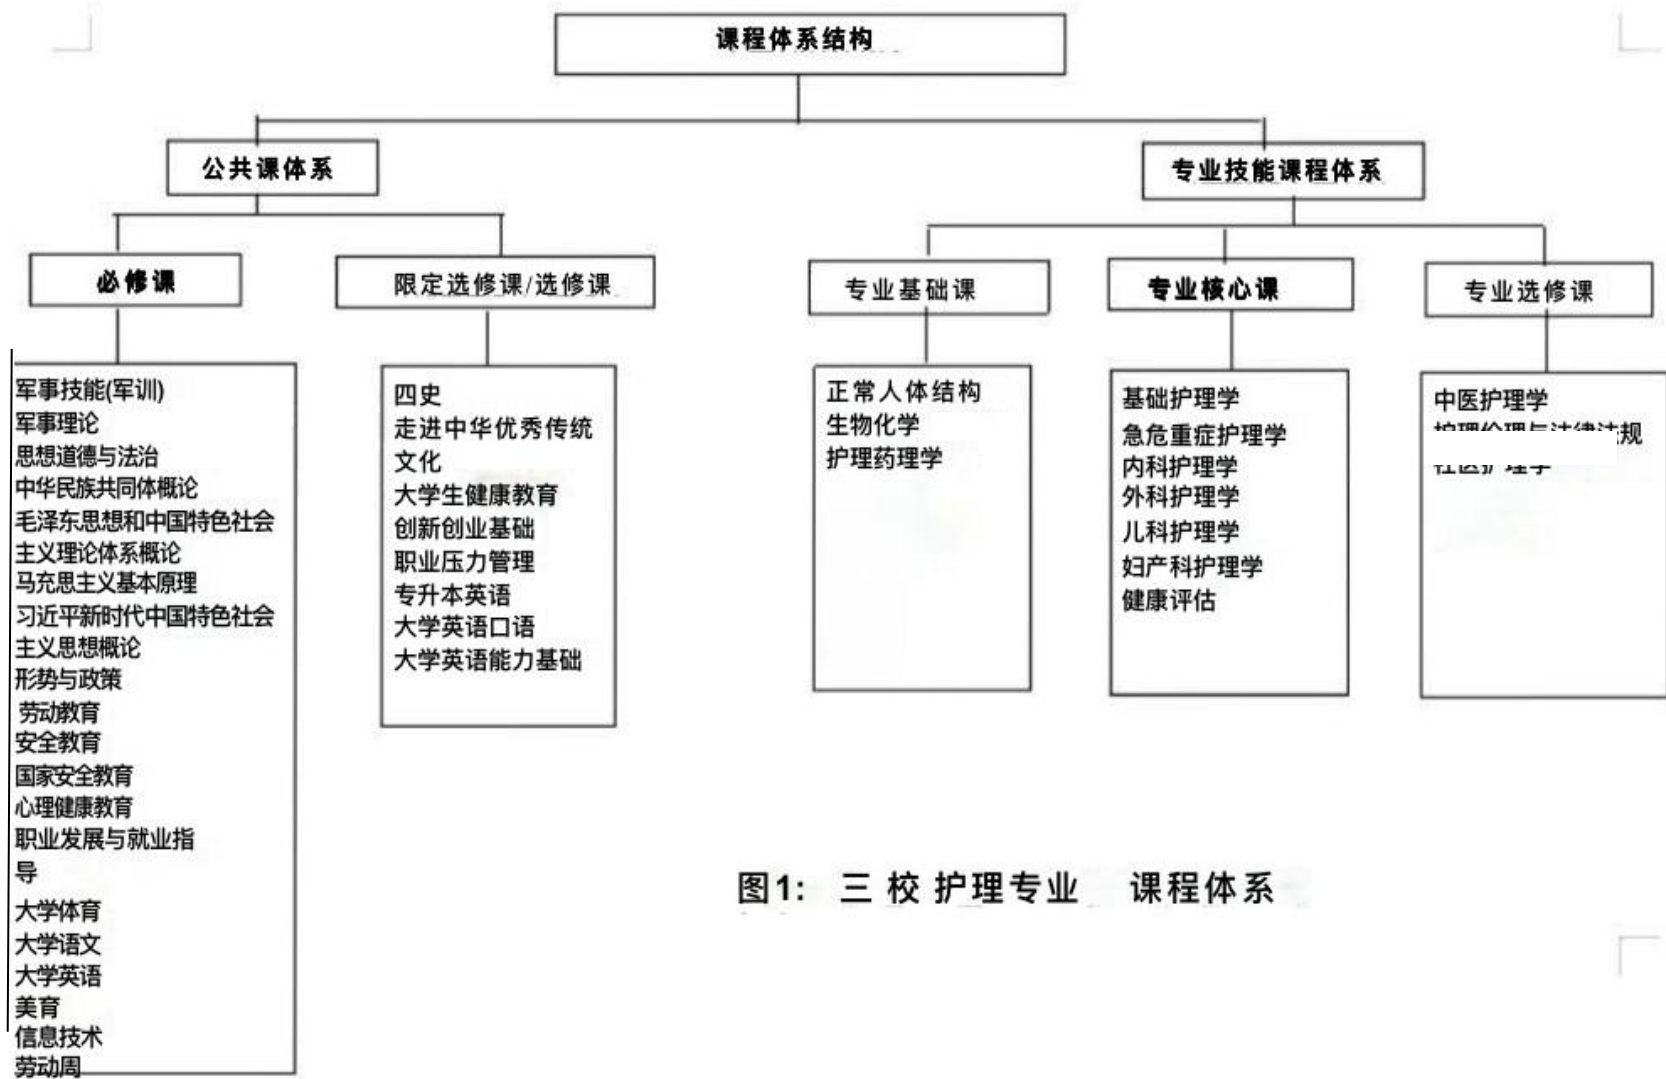 课程体系结构
公共课体系
专业技能课程体系
必修课
限定选修课/选修课
专业基础课
专业核心课
专业选修课
军事技能(军训)
军事理论
思想道德与法治
中华民族共同体概论
毛泽东思想和中国特色社会
主义理论体系概论
马充思主义基本原理
习近平新时代中国特色社会
主义思想概论
形势与政策
劳动教育
安全教育
国家安全教育
心理健康教育
职业发展与就业指
导
大学体育
大学语文
大学英语
美育
信息技术
劳动周
四史
走进中华优秀传统
文化
大学生健康教育
创新创业基础
职业压力管理
专升本英语
大学英语口语
大学英语能力基础
正常人体结构
生物化学
护理药理学
基础护理学
急危重症护理学
内科护理学
外科护理学
儿科护理学
妇产科护理学
健康评估
中医护理学
护理伦理与法律法规
图1: 三 校 护理专业 课程体系